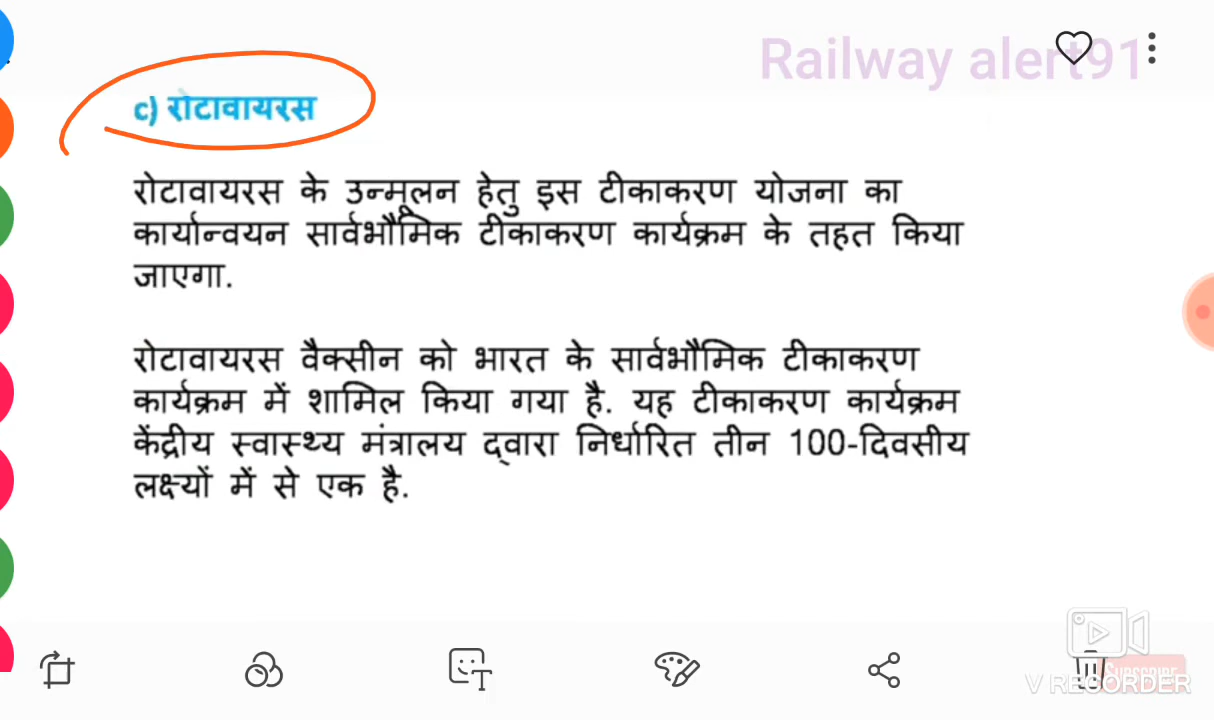 Railway alert91
c) रोटावायरस
रोटावायरस के उन्मूलन हेतु इस टीकाकरण योजना का
कार्यान्वयन सार्वभौमिक टीकाकरण कार्यक्रम के तहत किया
जाएगा.
रोटावायरस वैक्सीन को भारत के सार्वभौमिक टीकाकरण
कार्यक्रम में शामिल किया गया है. यह टीकाकरण कार्यक्रम
केंद्रीय स्वास्थ्य मंत्रालय द्वारा निर्धारित तीन 100-दिवसीय
लक्ष्यों में से एक है.
T
SUBSCRIBE
V RECORDER